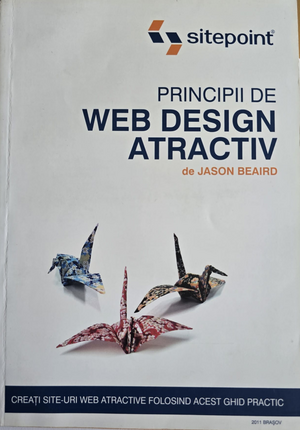 sitepoint®
PRINCIPII DE
WEB DESIGN
ATRACTIV
de JASON BEAIRD
CREAȚI SITE-URI WEB ATRACTIVE FOLOSIND ACEST GHID PRACTIC
2011 BRAȘOV